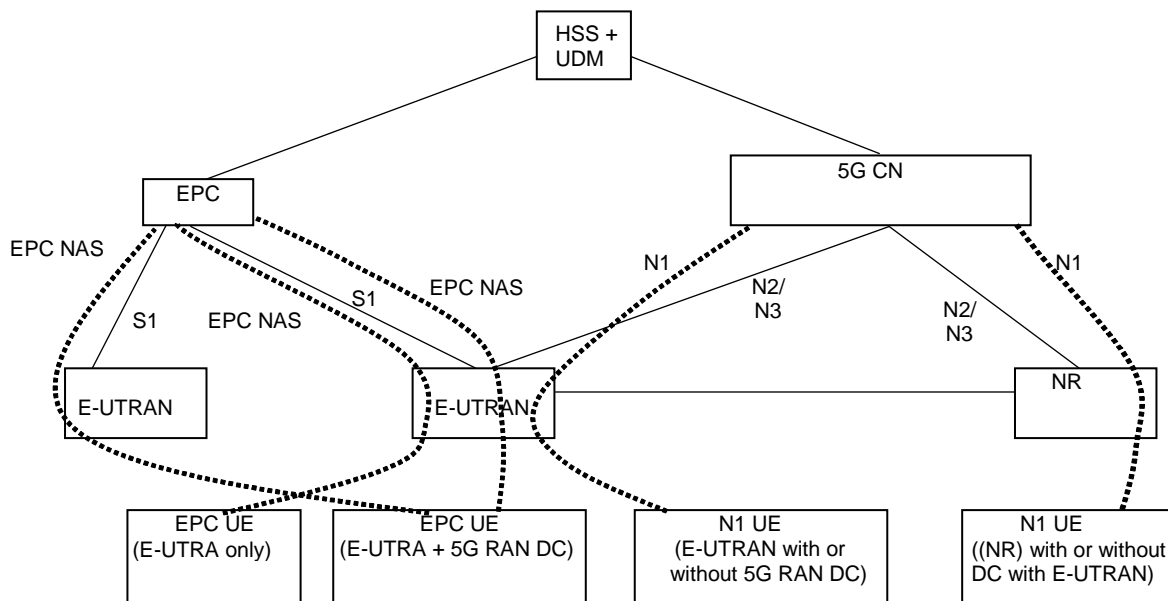 HSS +
UDM
EPC
5G CN
EPC NAS
N1
N1
EPC NAS
S1
N2/
N3
S1
EPC NAS
N2/
N3
E-UTRAN
E-UTRAN
NR
EPC UE
(E-UTRA only)
EPC UE
(E-UTRA + 5G RAN DC)
N1 UE
(E-UTRAN with or
without 5G RAN DC)
N1 UE
((NR) with or without
DC with E-UTRAN)